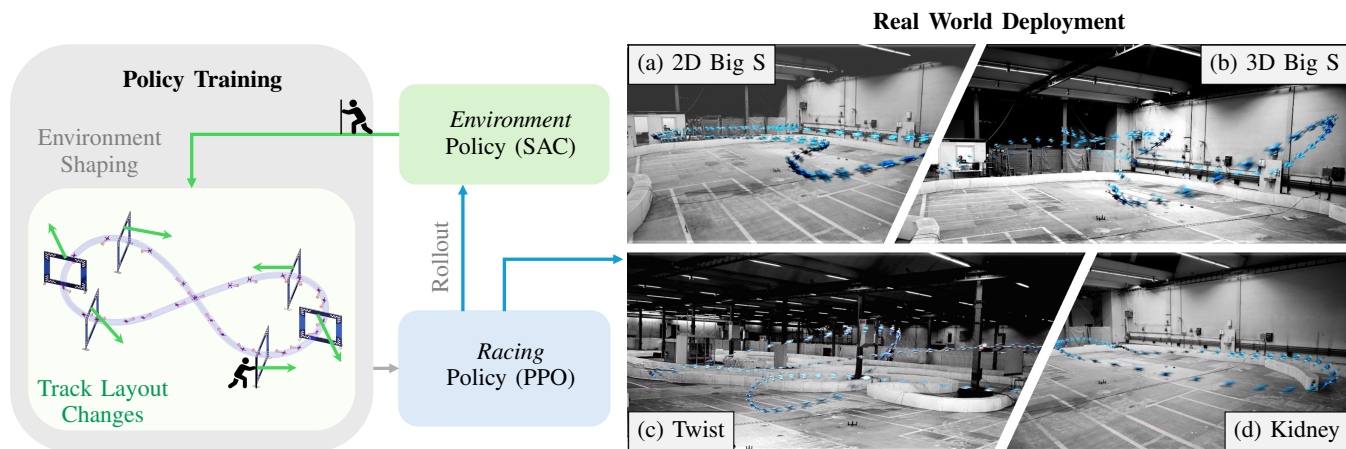 Real World Deployment
Policy Training
Environment
Shaping
Environment
Policy (SAC)
Rollout
Racing
Policy (PPO)
Track Layout
Changes
(a) 2D Big S
(b) 3D Big S
(c) Twist
(d) Kidney